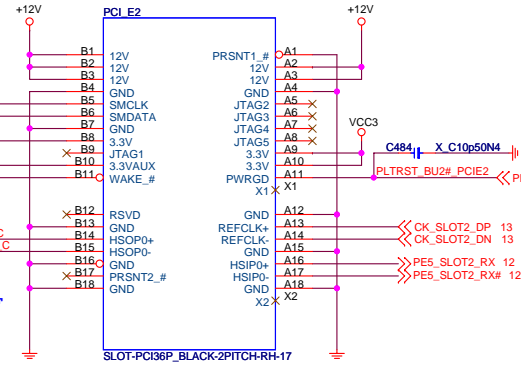 +12V PCI_E2 +12V
B1 12V PRSNT1_# A1
B2 12V 12V A2
B3 12V 12V A3
B4 GND GND A4
B5 SMCLK JTAG2 A5
B6 SMDATA JTAG3 A6
B7 GND JTAG4 A7
B8 3.3V JTAG5 A8
VCC3
B9 JTAG1 3.3V A9
C484 X_C10p50N4
B10 3.3VAUX 3.3V A10
B11 WAKE_# PWRGD A11 PLTRST_BU2#_PCIE2
X1 X1
B12 RSVD GND A12
B13 GND REFCLK+ A13 CK_SLOT2_DP 13
B14 HSOP0+ REFCLK- A14 CK_SLOT2_DN 13
B15 HSOP0- GND A15
B16 GND HSIP0+ A16 PE5_SLOT2_RX 12
B17 PRSNT2_# HSIP0- A17 PE5_SLOT2_RX# 12
B18 GND GND A18
X2 X2
SLOT-PCI36P_BLACK-2PITCH-RH-17